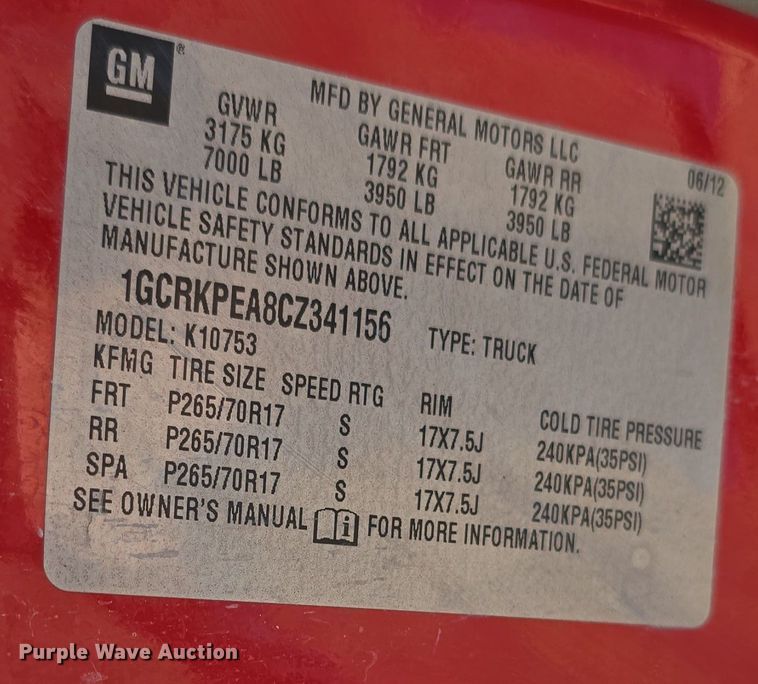 GM ®
MFD BY GENERAL MOTORS LLC
06/12
GVWR GAWR FRT GAWR RR
3175 KG 1792 KG 1792 KG
7000 LB 3950 LB 3950 LB
THIS VEHICLE CONFORMS TO ALL APPLICABLE U.S. FEDERAL MOTOR
VEHICLE SAFETY STANDARDS IN EFFECT ON THE DATE OF
MANUFACTURE SHOWN ABOVE.
1GCRKPEA8CZ341156 TYPE: TRUCK
MODEL: K10753
KFMG TIRE SIZE SPEED RTG RIM COLD TIRE PRESSURE
FRT P265/70R17 S 17X7.5J 240KPA(35PSI)
RR P265/70R17 S 17X7.5J 240KPA(35PSI)
SPA P265/70R17 S 17X7.5J 240KPA(35PSI)
SEE OWNER'S MANUAL i FOR MORE INFORMATION.
Purple Wave Auction